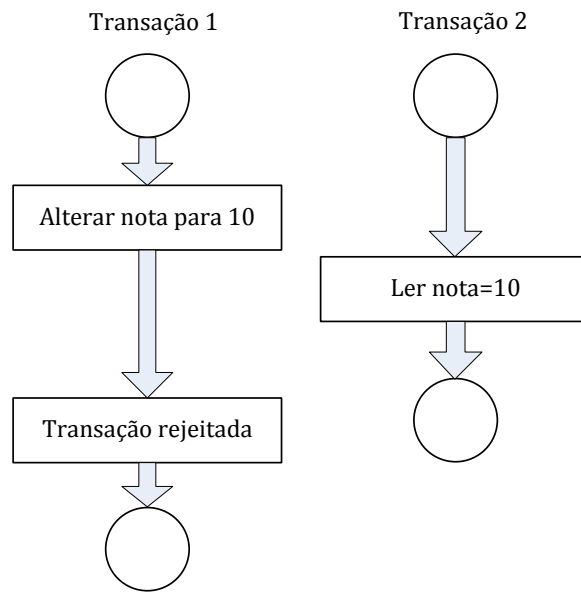 Transação 1
Transação 2
Alterar nota para 10
Ler nota=10
Transação rejeitada